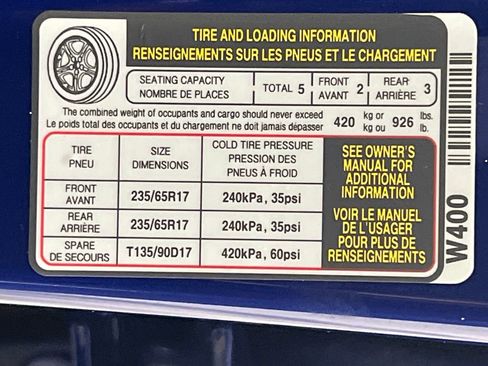 TIRE AND LOADING INFORMATION
RENSEIGNEMENTS SUR LES PNEUS ET LE CHARGEMENT
SEATING CAPACITY
NOMBRE DE PLACES
TOTAL 5
FRONT
AVANT 2
REAR
ARRIÈRE 3
The combined weight of occupants and cargo should never exceed
Le poids total des occupants et du chargement ne doit jamais dépasser
420 kg or
kg ou
926 lbs.
lb.
TIRE
PNEU
SIZE
DIMENSIONS
COLD TIRE PRESSURE
PRESSION DES
PNEUS À FROID
FRONT
AVANT
235/65R17
240kPa, 35psi
REAR
ARRIÈRE
235/65R17
240kPa, 35psi
SPARE
DE SECOURS
T135/90D17
420kPa, 60psi
SEE OWNER'S
MANUAL FOR
ADDITIONAL
INFORMATION
VOIR LE MANUEL
DE L'USAGER
POUR PLUS DE
RENSEIGNEMENTS
W400